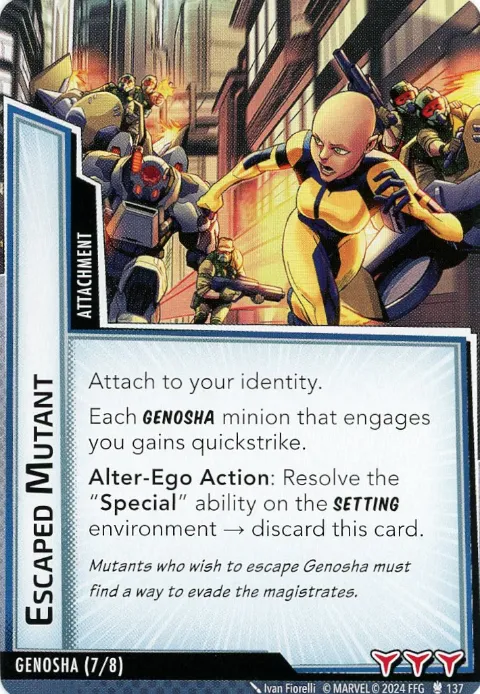 ATTACHMENT
ESCAPED MUTANT
Attach to your identity.
Each GENOSHA minion that engages
you gains quickstrike.
Alter-Ego Action: Resolve the
“Special” ability on the SETTING
environment → discard this card.
Mutants who wish to escape Genosha must
find a way to evade the magistrates.
GENOSHA (7/8)
Ivan Fiorelli © MARVEL © 2024 FFG 137